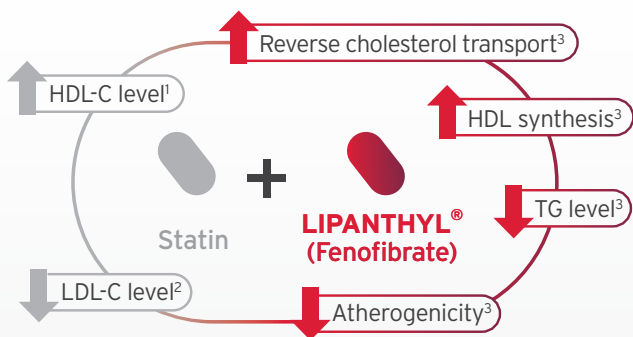 Reverse cholesterol transport³
HDL-C level¹
HDL synthesis³
+
Statin
LIPANTHYL®
(Fenofibrate)
TG level³
LDL-C level²
Atherogenicity³